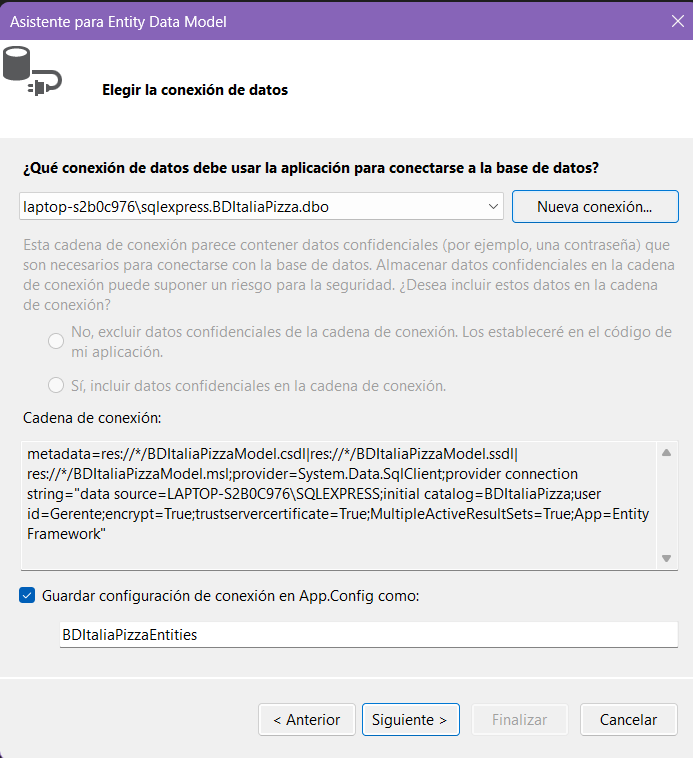 Asistente para Entity Data Model
Elegir la conexión de datos
¿Qué conexión de datos debe usar la aplicación para conectarse a la base de datos?
laptop-s2b0c976\sqlexpress.BDItaliaPizza.dbo
Nueva conexión...
Esta cadena de conexión parece contener datos confidenciales (por ejemplo, una contraseña) que
son necesarios para conectarse con la base de datos. Almacenar datos confidenciales en la cadena
de conexión puede suponer un riesgo para la seguridad. ¿Desea incluir estos datos en la cadena
de conexión?
No, excluir datos confidenciales de la cadena de conexión. Los estableceré en el código de
mi aplicación.
Sí, incluir datos confidenciales en la cadena de conexión.
Cadena de conexión:
metadata=res://*/BDItaliaPizzaModel.csdl|res://*/BDItaliaPizzaModel.ssdl|
res://*/BDItaliaPizzaModel.msl;provider=System.Data.SqlClient;provider connection
string="data source=LAPTOP-S2B0C976\SQLEXPRESS;initial catalog=BDItaliaPizza;user
id=Gerente;encrypt=True;trustservercertificate=True;MultipleActiveResultSets=True;App=Entity
Framework"
Guardar configuración de conexión en App.Config como:
BDItaliaPizzaEntities
< Anterior
Siguiente >
Finalizar
Cancelar